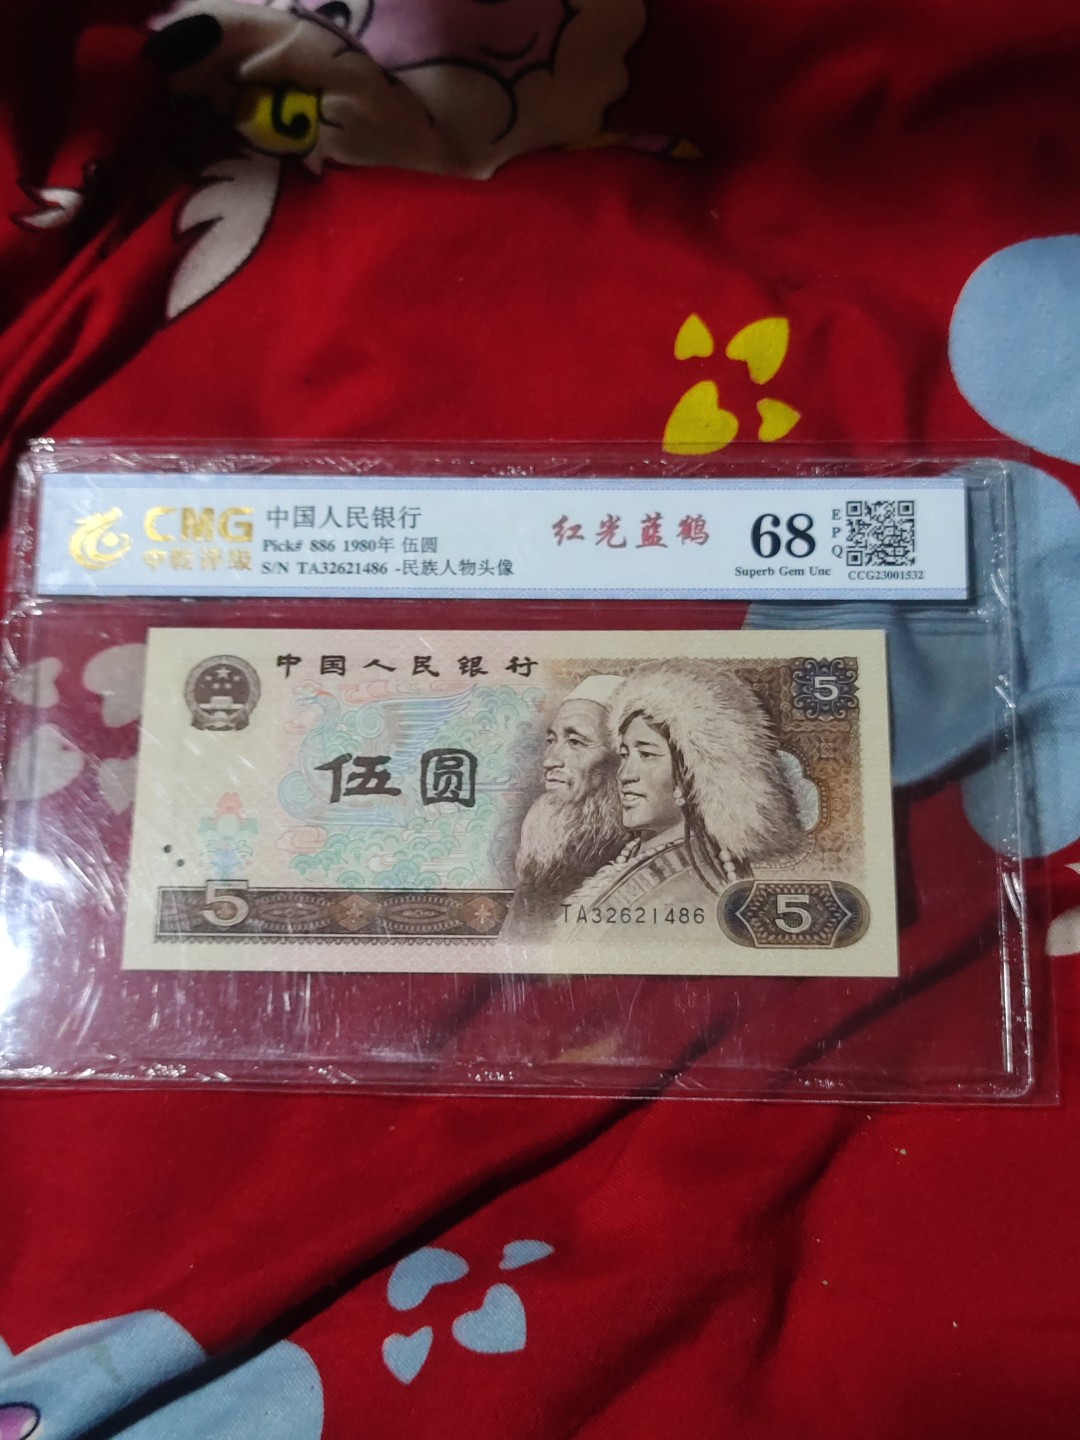 CMG
中乾评级
中国人民银行
Pick# 886 1980年 伍圆
S/N TA32621486 -民族人物头像
红光蓝鹤
68
EPQ
Superb Gem Unc
CCG23001532
中国人民银行
5
伍圆
5
TA32621486
5